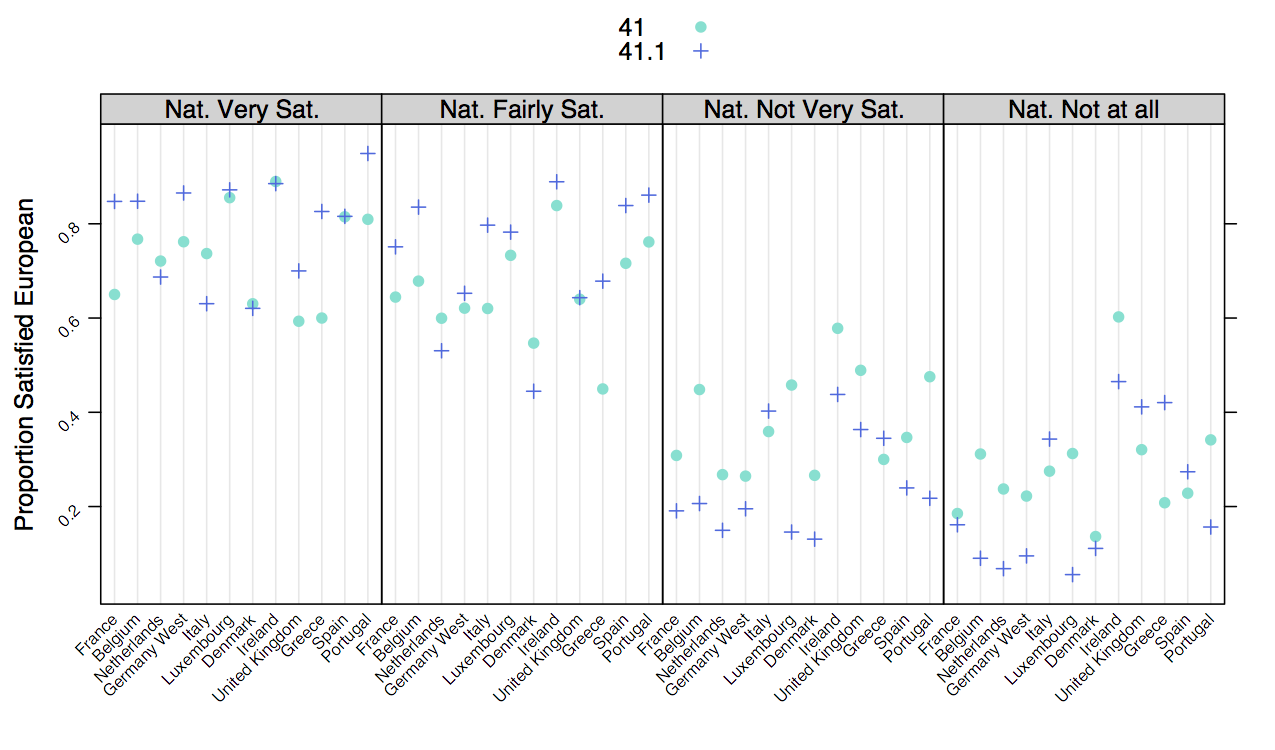 41
41.1
Nat. Very Sat.
Nat. Fairly Sat.
Nat. Not Very Sat.
Nat. Not at all
Proportion Satisfied European
0.8
0.6
0.4
0.2
France
Belgium
Netherlands
Germany West
Italy
Luxembourg
Denmark
Ireland
United Kingdom
Greece
Spain
Portugal
France
Belgium
Netherlands
Germany West
Italy
Luxembourg
Denmark
Ireland
United Kingdom
Greece
Spain
Portugal
France
Belgium
Netherlands
Germany West
Italy
Luxembourg
Denmark
Ireland
United Kingdom
Greece
Spain
Portugal
France
Belgium
Netherlands
Germany West
Italy
Luxembourg
Denmark
Ireland
United Kingdom
Greece
Spain
Portugal